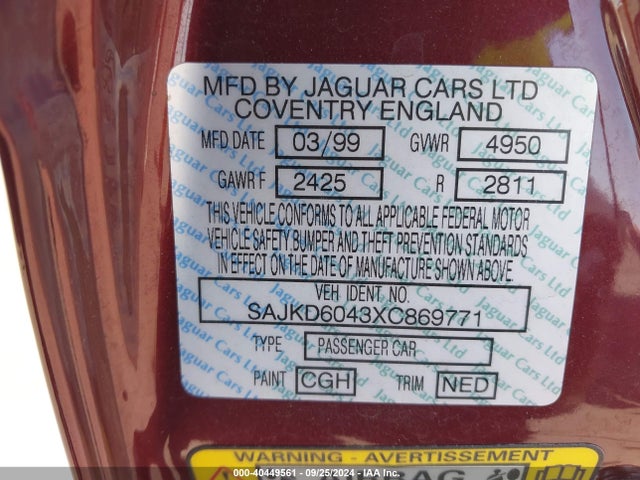 MFD BY JAGUAR CARS LTD
COVENTRY ENGLAND
MFD DATE 03/99 GVWR 4950
GAWR F 2425 R 2811
THIS VEHICLE CONFORMS TO ALL APPLICABLE FEDERAL MOTOR
VEHICLE SAFETY BUMPER AND THEFT PREVENTION STANDARDS
IN EFFECT ON THE DATE OF MANUFACTURE SHOWN ABOVE.
VEH IDENT. NO.
SAJKD6043XC869771
TYPE PASSENGER CAR
PAINT CGH TRIM NED
WARNING - AVERTISSEMENT
000-40449561 - 09/25/2024 - IAA Inc.